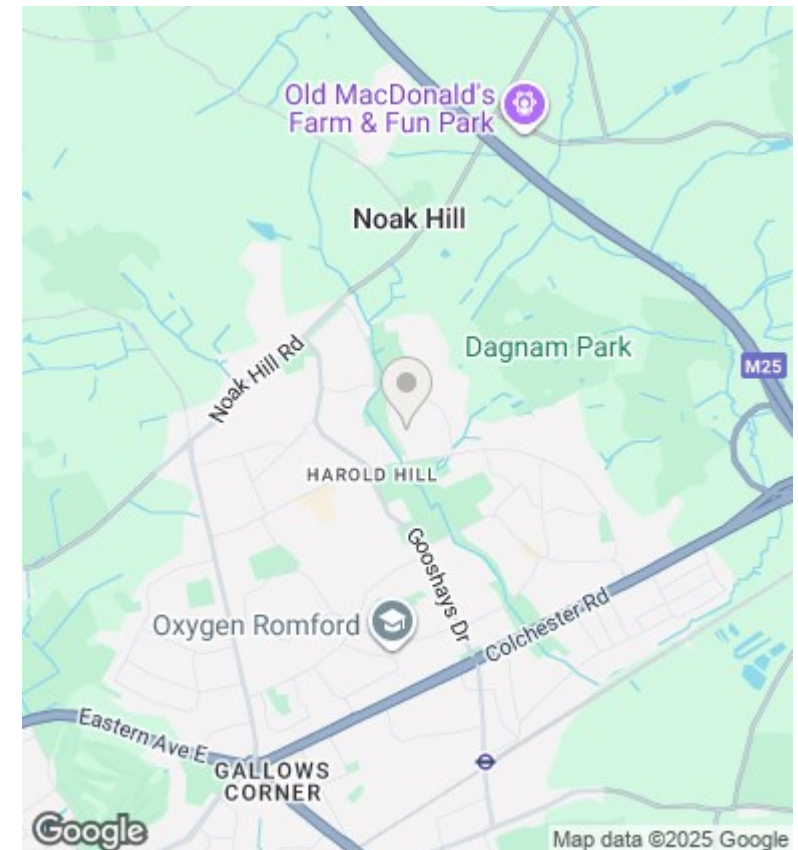 Old MacDonald's
Farm & Fun Park
Noak Hill
Dagnam Park
M25
Noak Hill Rd
HAROLD HILL
Gooshays Dr
Oxygen Romford
Colchester Rd
Eastern Ave E
GALLOWS
CORNER
Google
Map data ©2025 Google